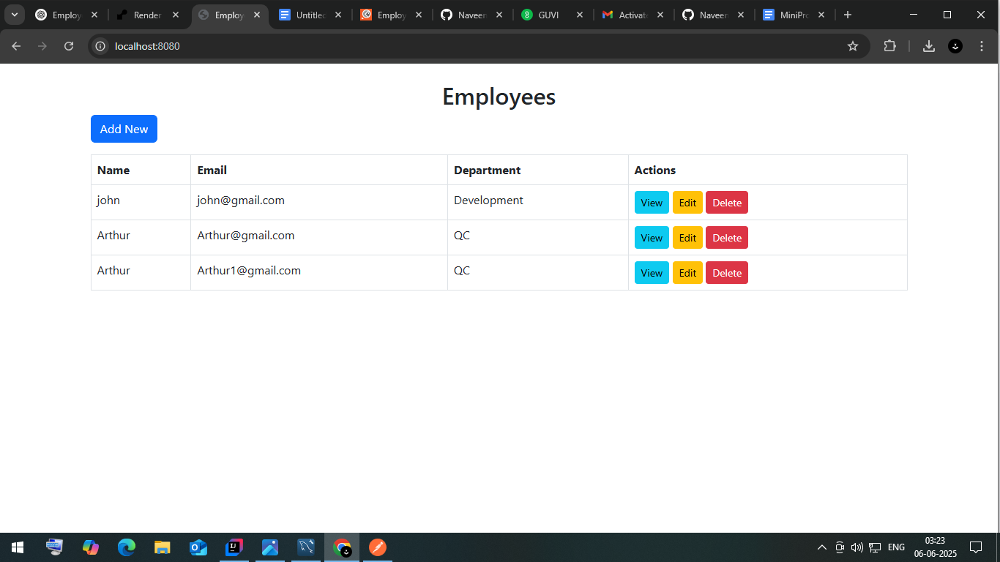 Employ
Render
Employ
Untitled
Employ
Naveen
GUVI
Activat
Naveen
MiniPro
localhost:8080
Employees
Add New
Name Email Department Actions
john john@gmail.com Development View Edit Delete
Arthur Arthur@gmail.com QC View Edit Delete
Arthur Arthur1@gmail.com QC View Edit Delete
ENG
03:23
06-06-2025